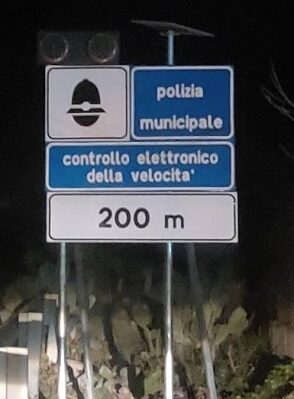 polizia
municipale
controllo elettronico
della velocita'
200 m